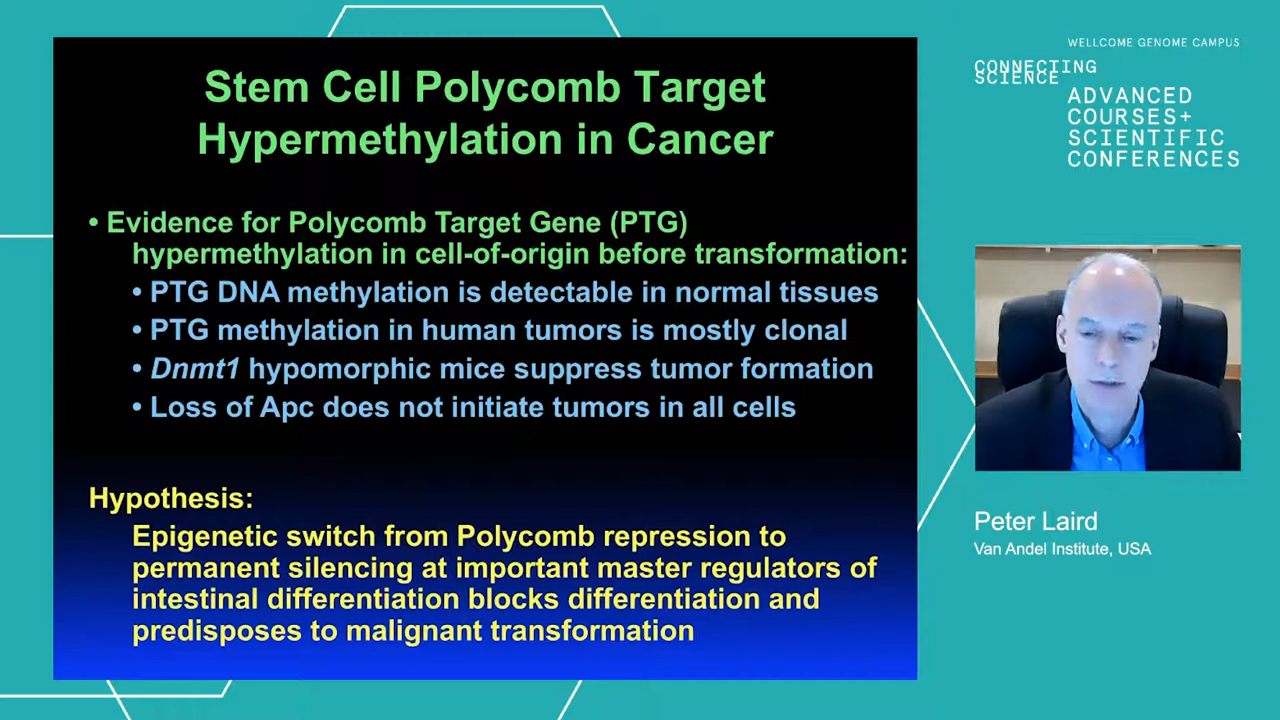 Stem Cell Polycomb Target
Hypermethylation in Cancer
• Evidence for Polycomb Target Gene (PTG)
hypermethylation in cell-of-origin before transformation:
• PTG DNA methylation is detectable in normal tissues
• PTG methylation in human tumors is mostly clonal
• Dnmt1 hypomorphic mice suppress tumor formation
• Loss of Apc does not initiate tumors in all cells
Hypothesis:
Epigenetic switch from Polycomb repression to
permanent silencing at important master regulators of
intestinal differentiation blocks differentiation and
predisposes to malignant transformation
WELLCOME GENOME CAMPUS
CONNECTING
SCIENCE
ADVANCED
COURSES+
SCIENTIFIC
CONFERENCES
Peter Laird
Van Andel Institute, USA